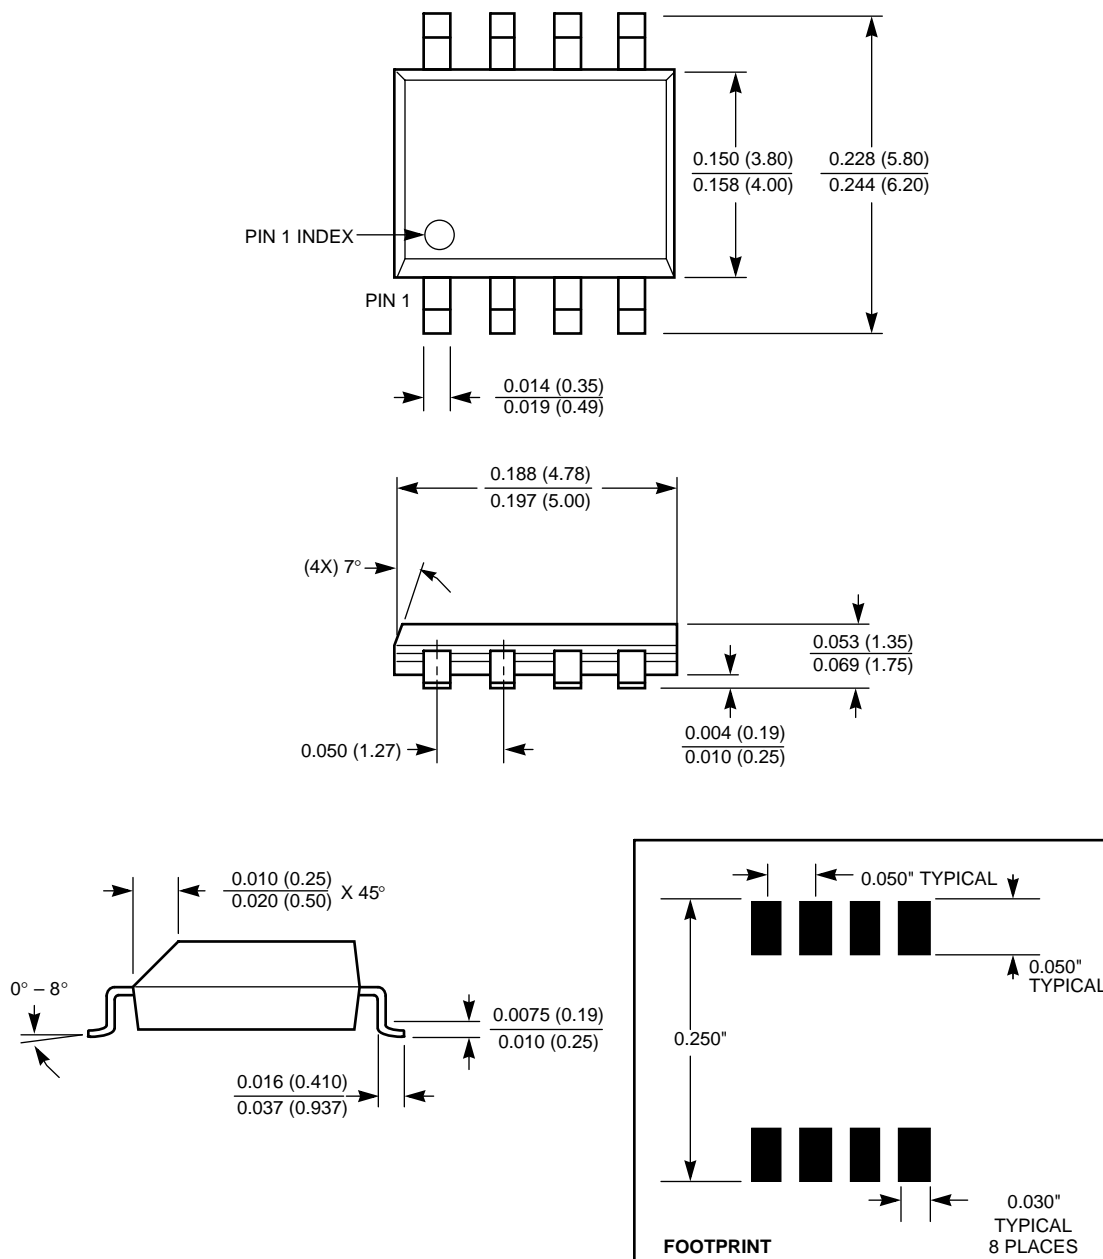 0.150 (3.80)
0.158 (4.00)
0.228 (5.80)
0.244 (6.20)
PIN 1 INDEX
PIN 1
0.014 (0.35)
0.019 (0.49)
0.188 (4.78)
0.197 (5.00)
(4X) 7°
0.053 (1.35)
0.069 (1.75)
0.004 (0.19)
0.010 (0.25)
0.050 (1.27)
0.010 (0.25)
0.020 (0.50)
X 45°
0° – 8°
0.0075 (0.19)
0.010 (0.25)
0.016 (0.410)
0.037 (0.937)
0.050" TYPICAL
0.050"
TYPICAL
0.250"
0.030"
TYPICAL
8 PLACES
FOOTPRINT